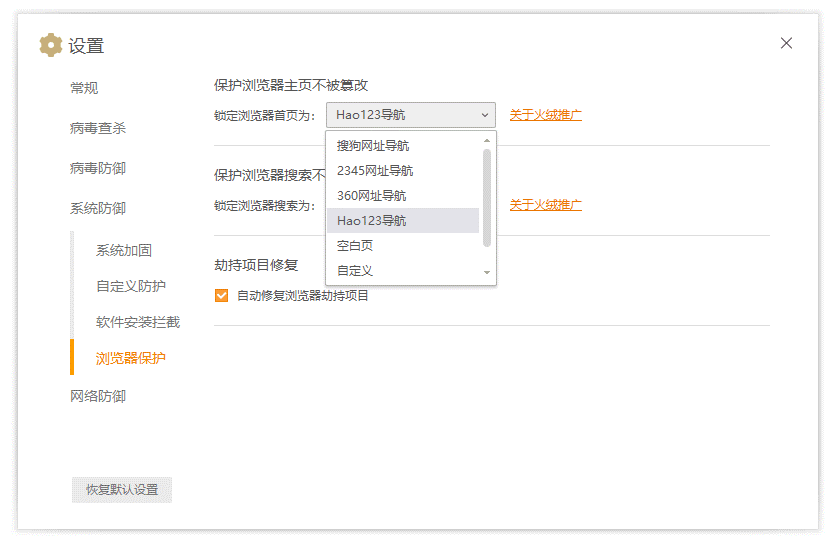 设置
常规
病毒查杀
病毒防御
系统防御
系统加固
自定义防护
软件安装拦截
浏览器保护
网络防御
恢复默认设置
保护浏览器主页不被篡改
锁定浏览器首页为： Hao123导航 关于火绒推广
搜狗网址导航
2345网址导航
360网址导航
Hao123导航
空白页
自定义
保护浏览器搜索不
锁定浏览器搜索为： 关于火绒推广
劫持项目修复
自动修复浏览器劫持项目